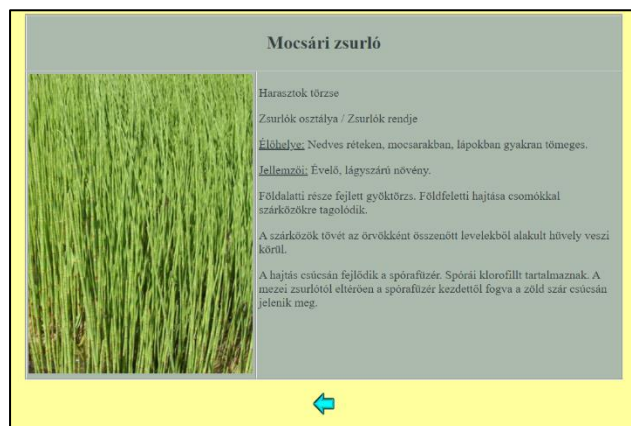 Mocsári zsurló
Harasztok törzse
Zsurlók osztálya / Zsurlók rendje
Élőhelye: Nedves réteken, mocsarakban, lápokban gyakran tömeges.
Jellemzői: Évelő, lágyszárú növény.
Földalatti része fejlett gyöktörzs. Földfeletti hajtása csomókkal
szárközökre tagolódik.
A szárközök tövét az örvökként összenőtt levelekből alakult hüvely veszi
körül.
A hajtás csúcsán fejlődik a spórafüzér. Spórái klorofillt tartalmaznak. A
mezei zsurlótól eltérően a spórafüzér kezdettől fogva a zöld szár csúcsán
jelenik meg.